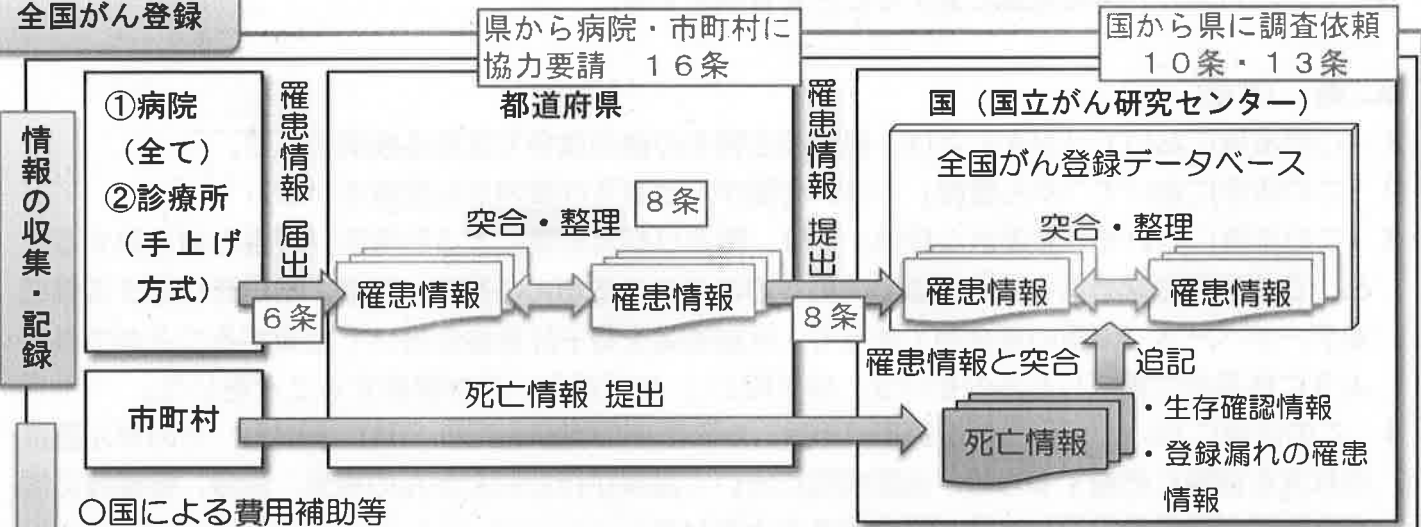 全国がん登録
県から病院・市町村に
協力要請 16条
国から県に調査依頼
10条・13条
情報の収集・記録
①病院
(全て)
②診療所
(手上げ
方式)
罹患情報 届出
6条
都道府県
突合・整理
8条
罹患情報
罹患情報
罹患情報 提出
8条
国(国立がん研究センター)
全国がん登録データベース
突合・整理
罹患情報
罹患情報
罹患情報と突合
追記
市町村
死亡情報 提出
死亡情報
・生存確認情報
・登録漏れの罹患
情報
○国による費用補助等